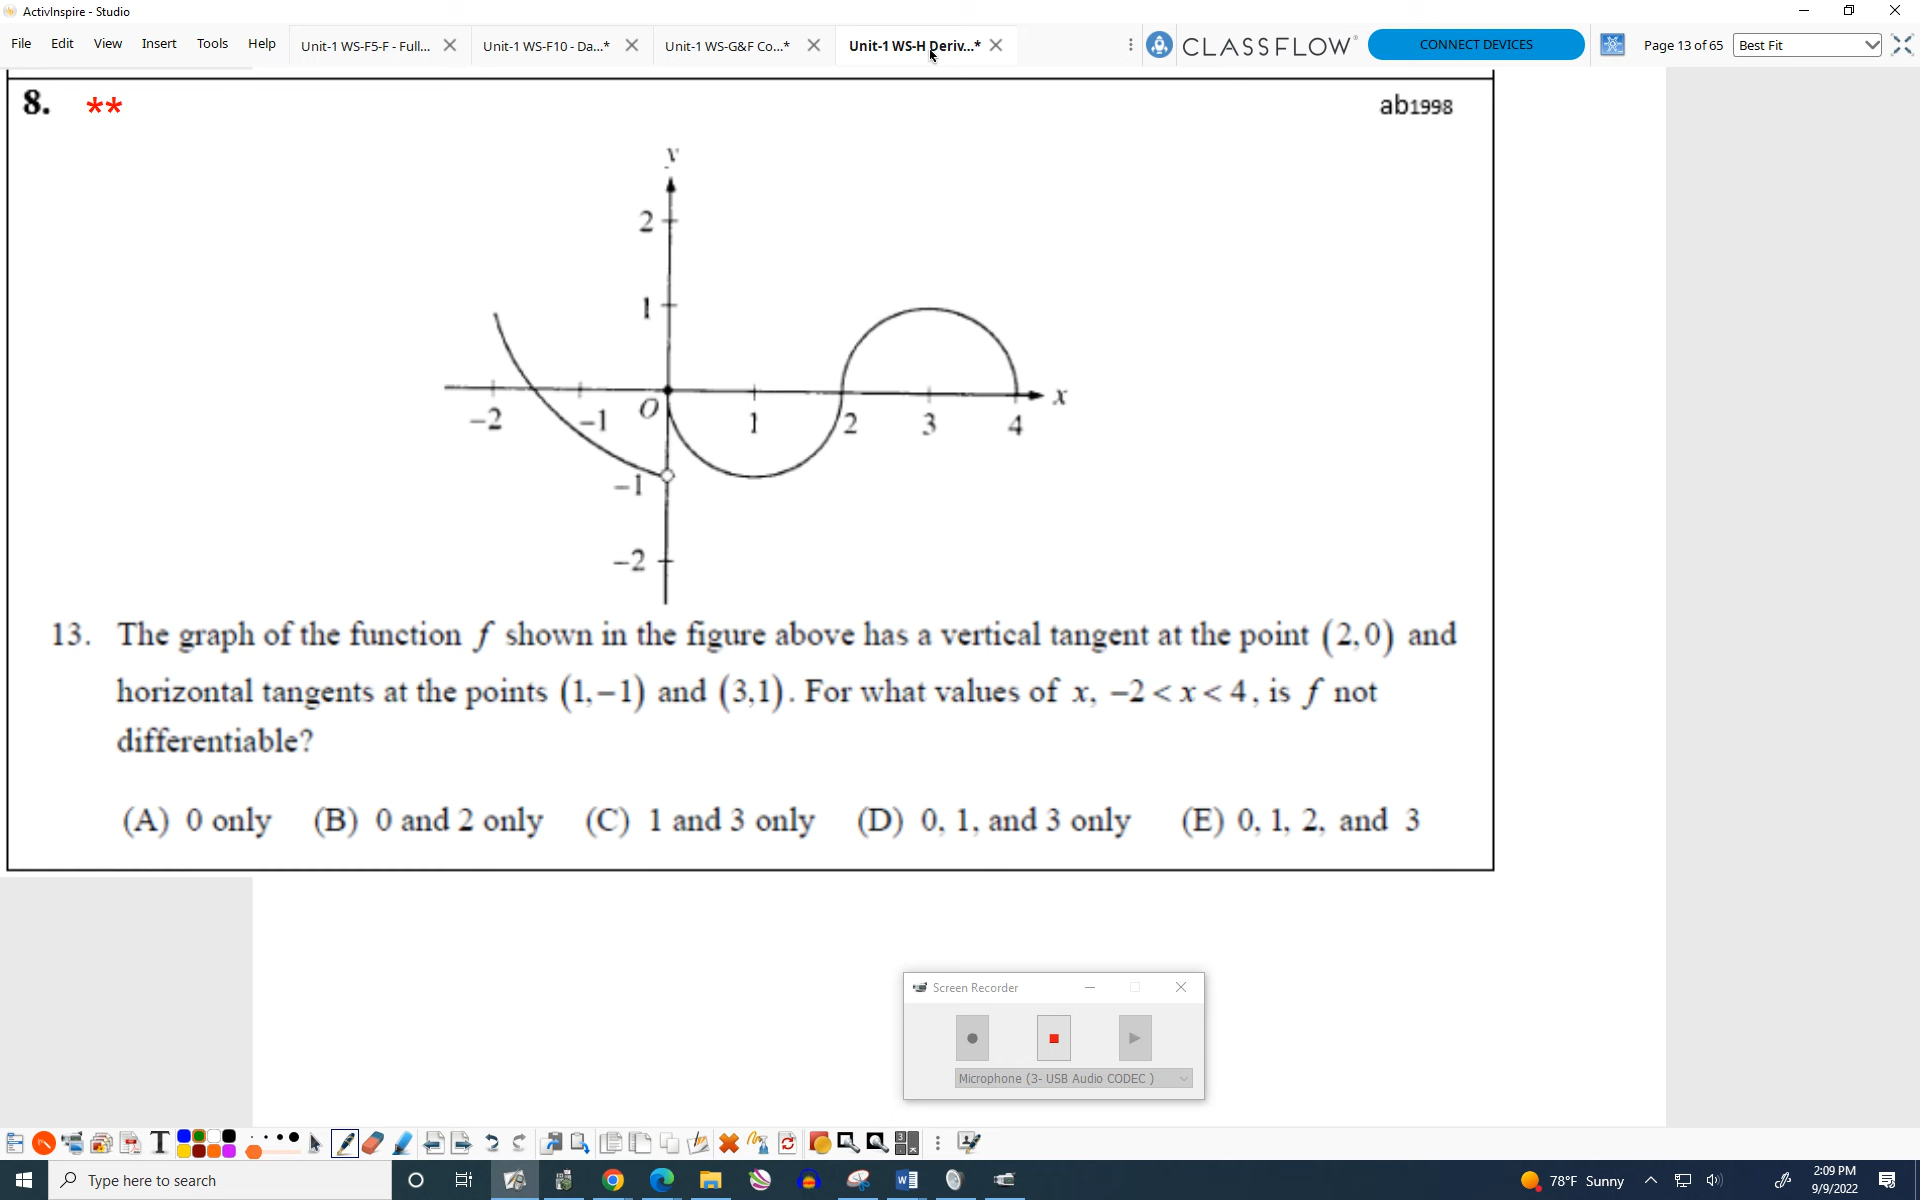 ActivInspire - Studio
File Edit View Insert Tools Help
Unit-1 WS-F5-F - Full...
Unit-1 WS-F10 - Da...*
Unit-1 WS-G&F Co...*
Unit-1 WS-H Deriv...*
CLASSFLOW
CONNECT DEVICES
Page 13 of 65
Best Fit
8. **
ab1998
y
2
1
O
x
-2 -1 1 2 3 4
-1
-2
13. The graph of the function f shown in the figure above has a vertical tangent at the point (2,0) and
horizontal tangents at the points (1,-1) and (3,1). For what values of x, -2 < x < 4, is f not
differentiable?
(A) 0 only (B) 0 and 2 only (C) 1 and 3 only (D) 0, 1, and 3 only (E) 0, 1, 2, and 3
Screen Recorder
Microphone (3- USB Audio CODEC )
Type here to search
78°F Sunny
2:09 PM
9/9/2022